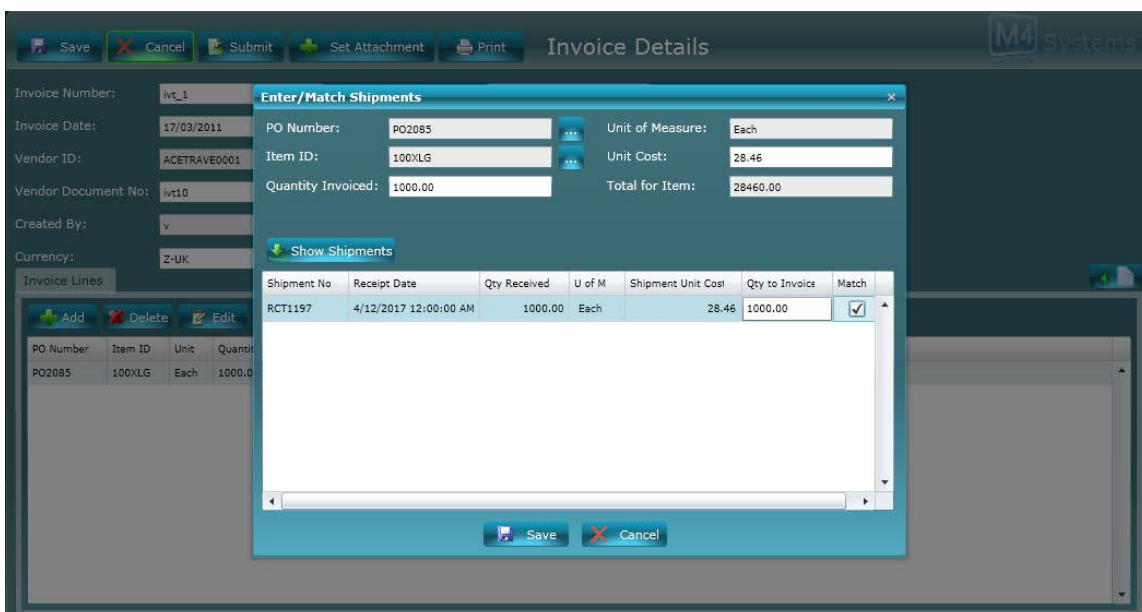 Save Cancel Submit Set Attachment Print Invoice Details M4 Systems
Invoice Number: ivt_1
Invoice Date: 17/03/2011
Vendor ID: ACETRAVE0001
Vendor Document No: ivt10
Created By: v
Currency: Z-UK
Invoice Lines
Add Delete Edit
PO Number Item ID Unit Quantit
PO2085 100XLG Each 1000.0
Enter/Match Shipments
PO Number: PO2085 ... Unit of Measure: Each
Item ID: 100XLG ... Unit Cost: 28.46
Quantity Invoiced: 1000.00 Total for Item: 28460.00
Show Shipments
Shipment No Receipt Date Qty Received U of M Shipment Unit Cost Qty to Invoice Match
RCT1197 4/12/2017 12:00:00 AM 1000.00 Each 28.46 1000.00
Save Cancel